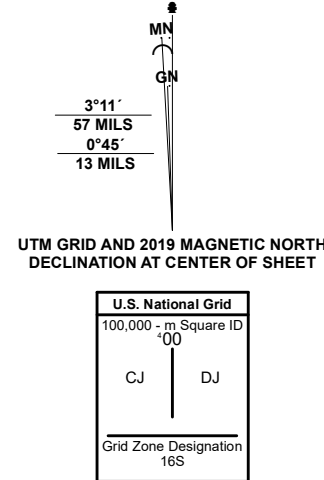 MN
GN
3°11´
57 MILS
0°45´
13 MILS
UTM GRID AND 2019 MAGNETIC NORTH
DECLINATION AT CENTER OF SHEET
U.S. National Grid
100,000 - m Square ID
⁴00
CJ DJ
Grid Zone Designation
16S